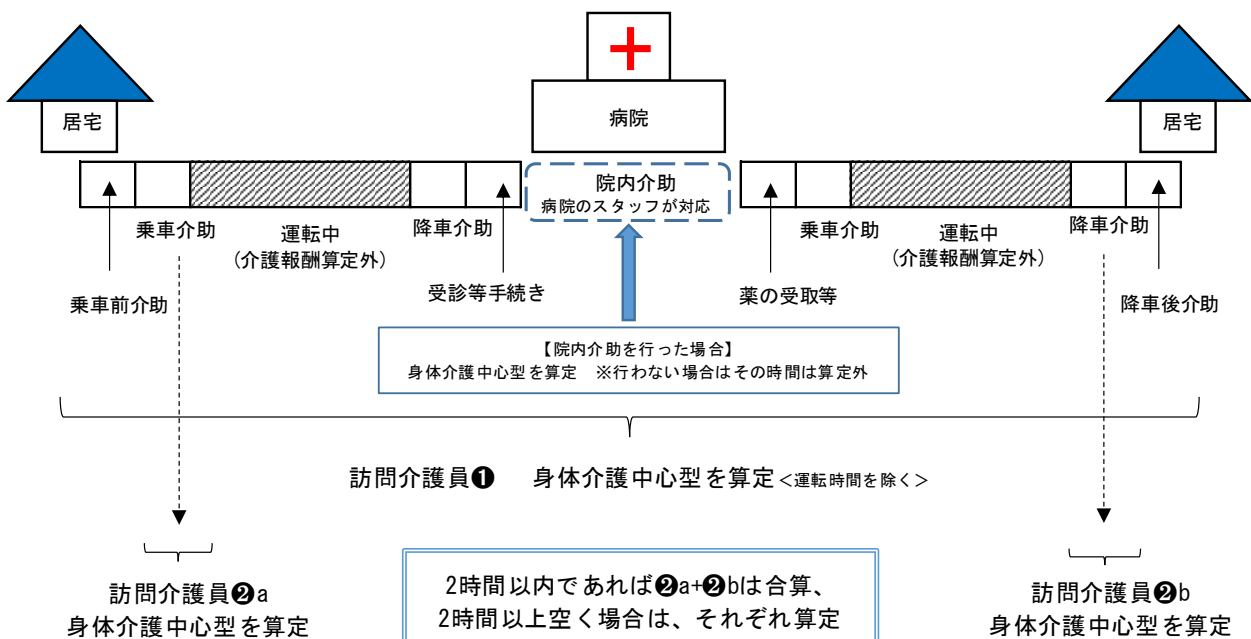 居宅
病院
居宅
院内介助
病院のスタッフが対応
乗車介助
運転中
(介護報酬算定外)
降車介助
乗車介助
運転中
(介護報酬算定外)
降車介助
乗車前介助
受診等手続き
薬の受取等
降車後介助
【院内介助を行った場合】
身体介護中心型を算定　※行わない場合はその時間は算定外
訪問介護員❶　身体介護中心型を算定<運転時間を除く>
訪問介護員❷a
身体介護中心型を算定
2時間以内であれば❷a+❷bは合算、
2時間以上空く場合は、それぞれ算定
訪問介護員❷b
身体介護中心型を算定